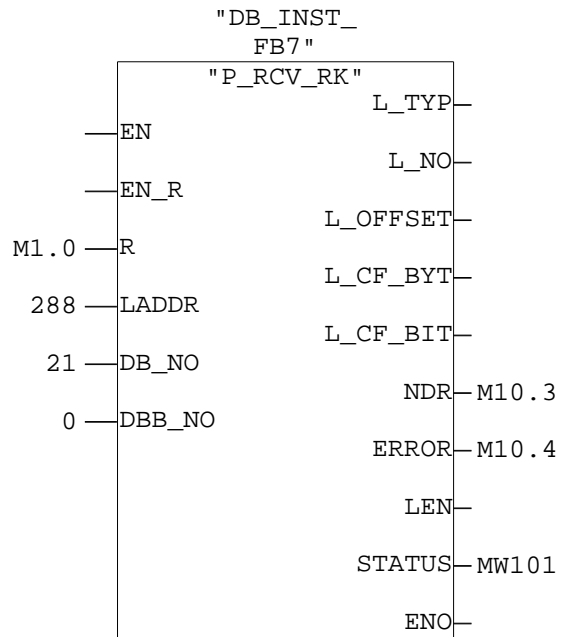 "DB_INST_
FB7"
"P_RCV_RK"
L_TYP
EN
L_NO
EN_R
L_OFFSET
M1.0 R
L_CF_BYT
288 LADDR
L_CF_BIT
21 DB_NO
NDR M10.3
0 DBB_NO
ERROR M10.4
LEN
STATUS MW101
ENO